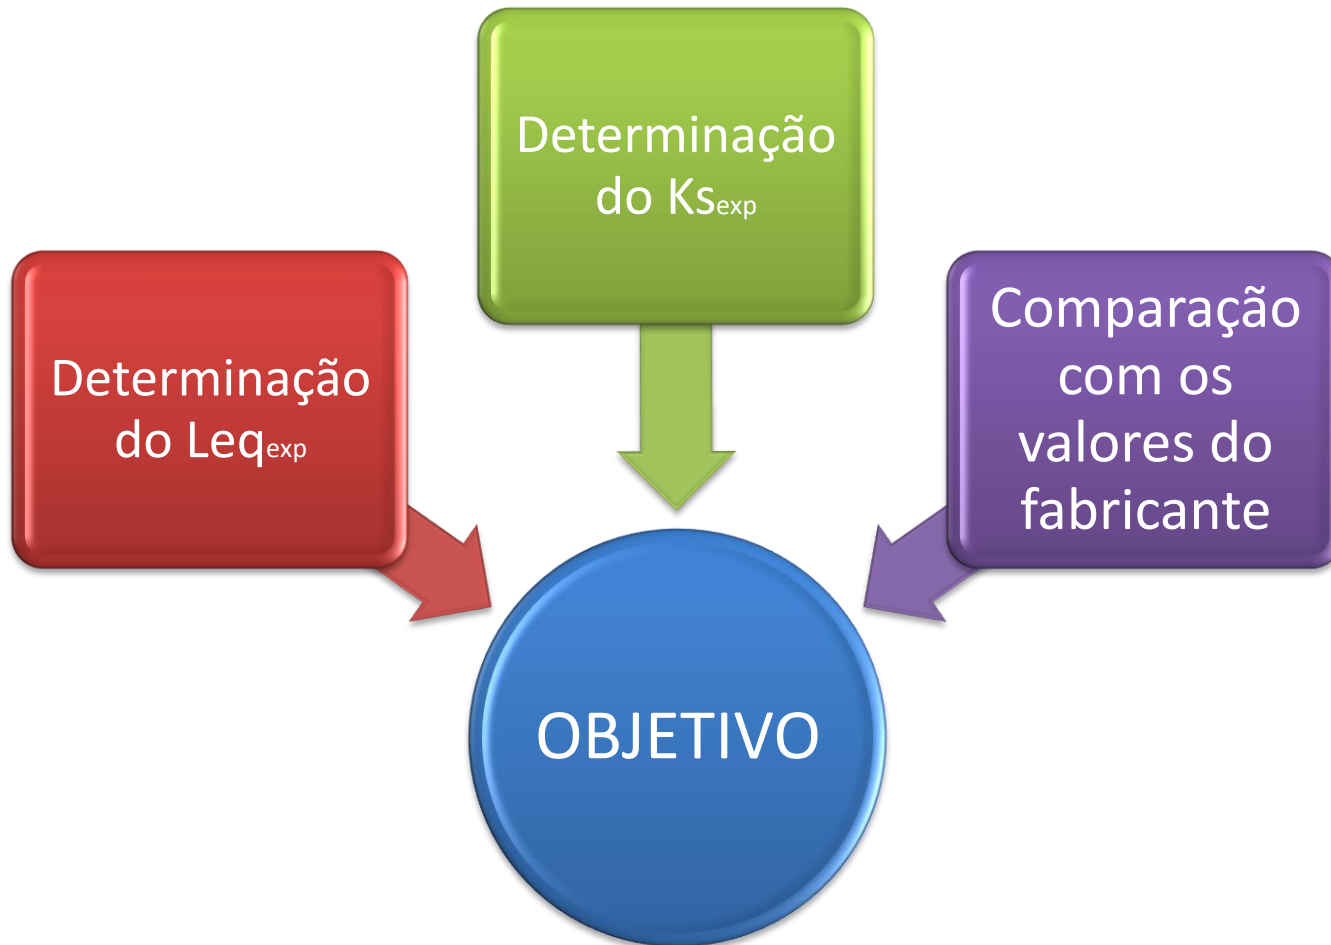 Determinação
do Leqexp
Determinação
do Ksexp
Comparação
com os
valores do
fabricante
OBJETIVO